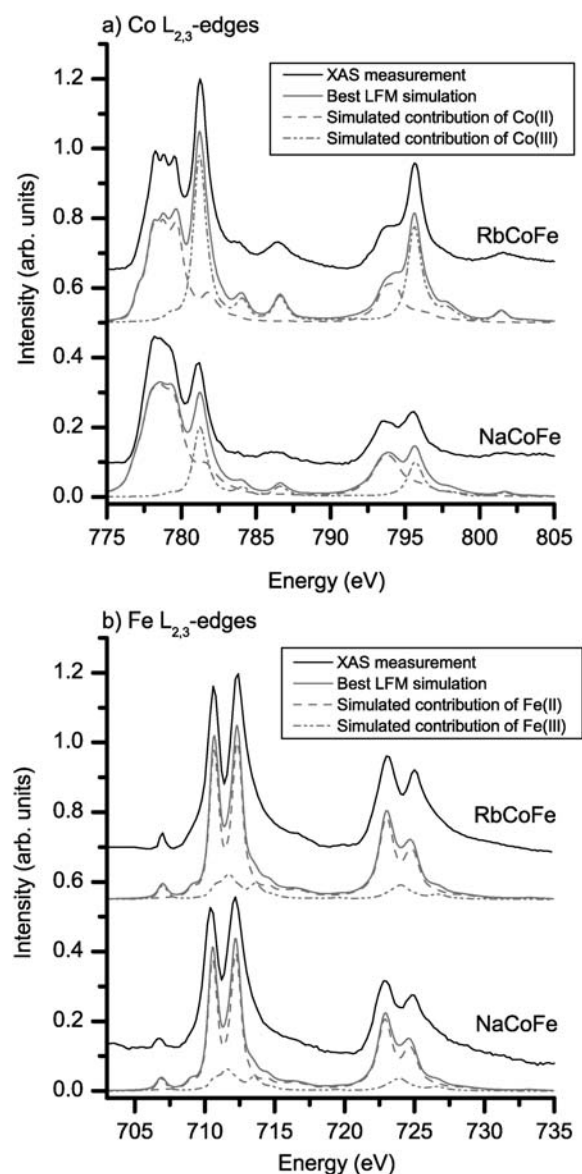 a) Co L2,3-edges
XAS measurement
Best LFM simulation
Simulated contribution of Co(II)
Simulated contribution of Co(III)
RbCoFe
NaCoFe
Intensity (arb. units)
1.2
1.0
0.8
0.6
0.4
0.2
0.0
775 780 785 790 795 800 805
Energy (eV)
b) Fe L2,3-edges
XAS measurement
Best LFM simulation
Simulated contribution of Fe(II)
Simulated contribution of Fe(III)
RbCoFe
NaCoFe
Intensity (arb. units)
1.2
1.0
0.8
0.6
0.4
0.2
0.0
705 710 715 720 725 730 735
Energy (eV)